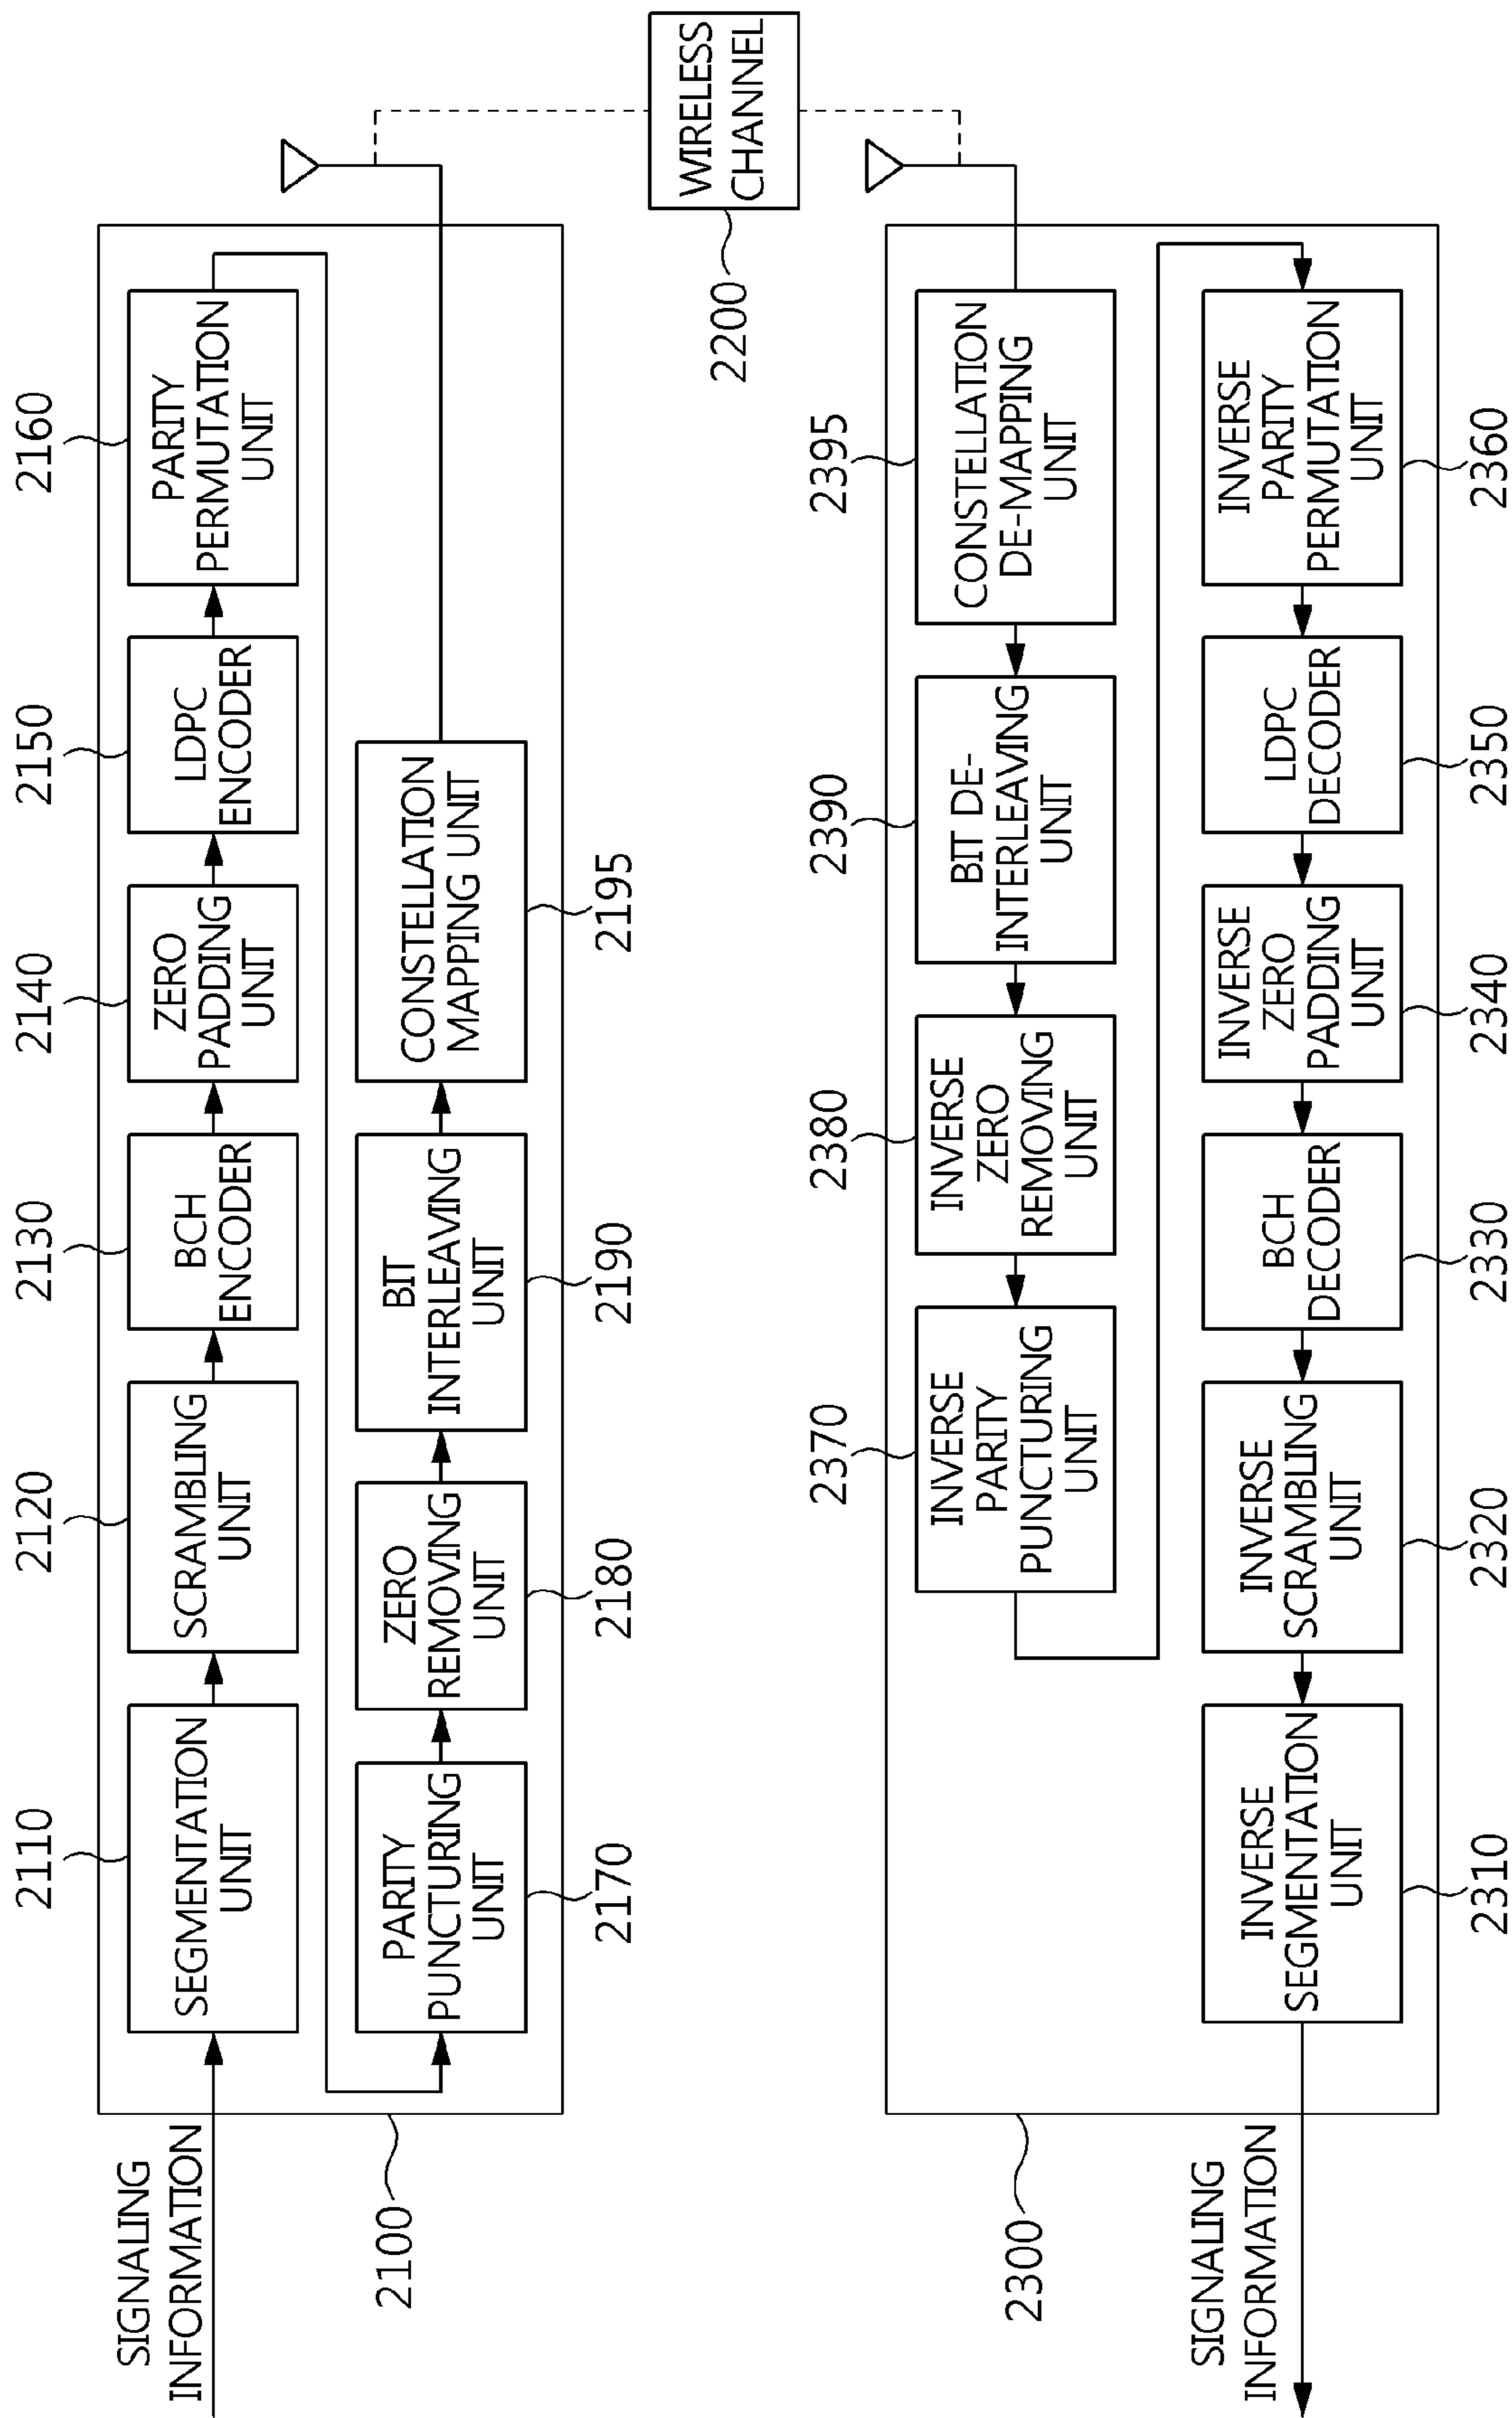 SIGNALING
INFORMATION
2110
SEGMENTATION
UNIT
2120
SCRAMBLING
UNIT
2130
BCH
ENCODER
2140
ZERO
PADDING
UNIT
2150
LDPC
ENCODER
2160
PARITY
PERMUTATION
UNIT
PARITY
PUNCTURING
UNIT
2170
ZERO
REMOVING
UNIT
2180
BIT
INTERLEAVING
UNIT
2190
CONSTELLATION
MAPPING UNIT
2195
2100
WIRELESS
CHANNEL
2200
2370
INVERSE
PARITY
PUNCTURING
UNIT
2380
INVERSE
ZERO
REMOVING
UNIT
2390
BIT DE-
INTERLEAVING
UNIT
2395
CONSTELLATION
DE-MAPPING
UNIT
2300
SIGNALING
INFORMATION
INVERSE
SEGMENTATION
UNIT
2310
INVERSE
SCRAMBLING
UNIT
2320
BCH
DECODER
2330
INVERSE
ZERO
PADDING
UNIT
2340
LDPC
DECODER
2350
INVERSE
PARITY
PERMUTATION
UNIT
2360